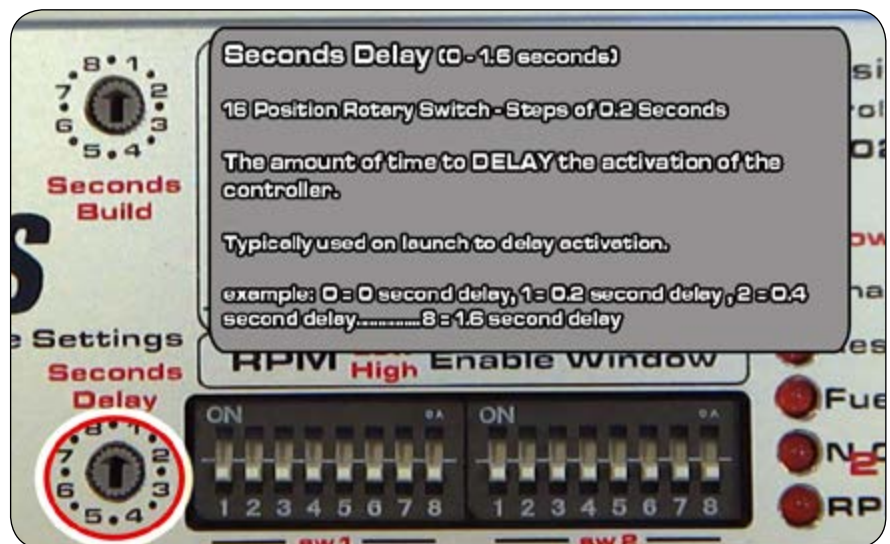 8 1
7 2
6 3
5 4
Seconds
Build
Seconds Delay (0 - 1.6 seconds)
16 Position Rotary Switch - Steps of 0.2 Seconds
The amount of time to DELAY the activation of the
controller.
Typically used on launch to delay activation.
example: 0 = 0 second delay, 1 = 0.2 second delay , 2 = 0.4
second delay..............8 = 1.6 second delay
Settings
RPM High Enable Window
Seconds
Delay
8 1
7 2
6 3
5 4
ON ON
1 2 3 4 5 6 7 8 1 2 3 4 5 6 7 8
sw 1 sw 2
Fue
N2O
RP